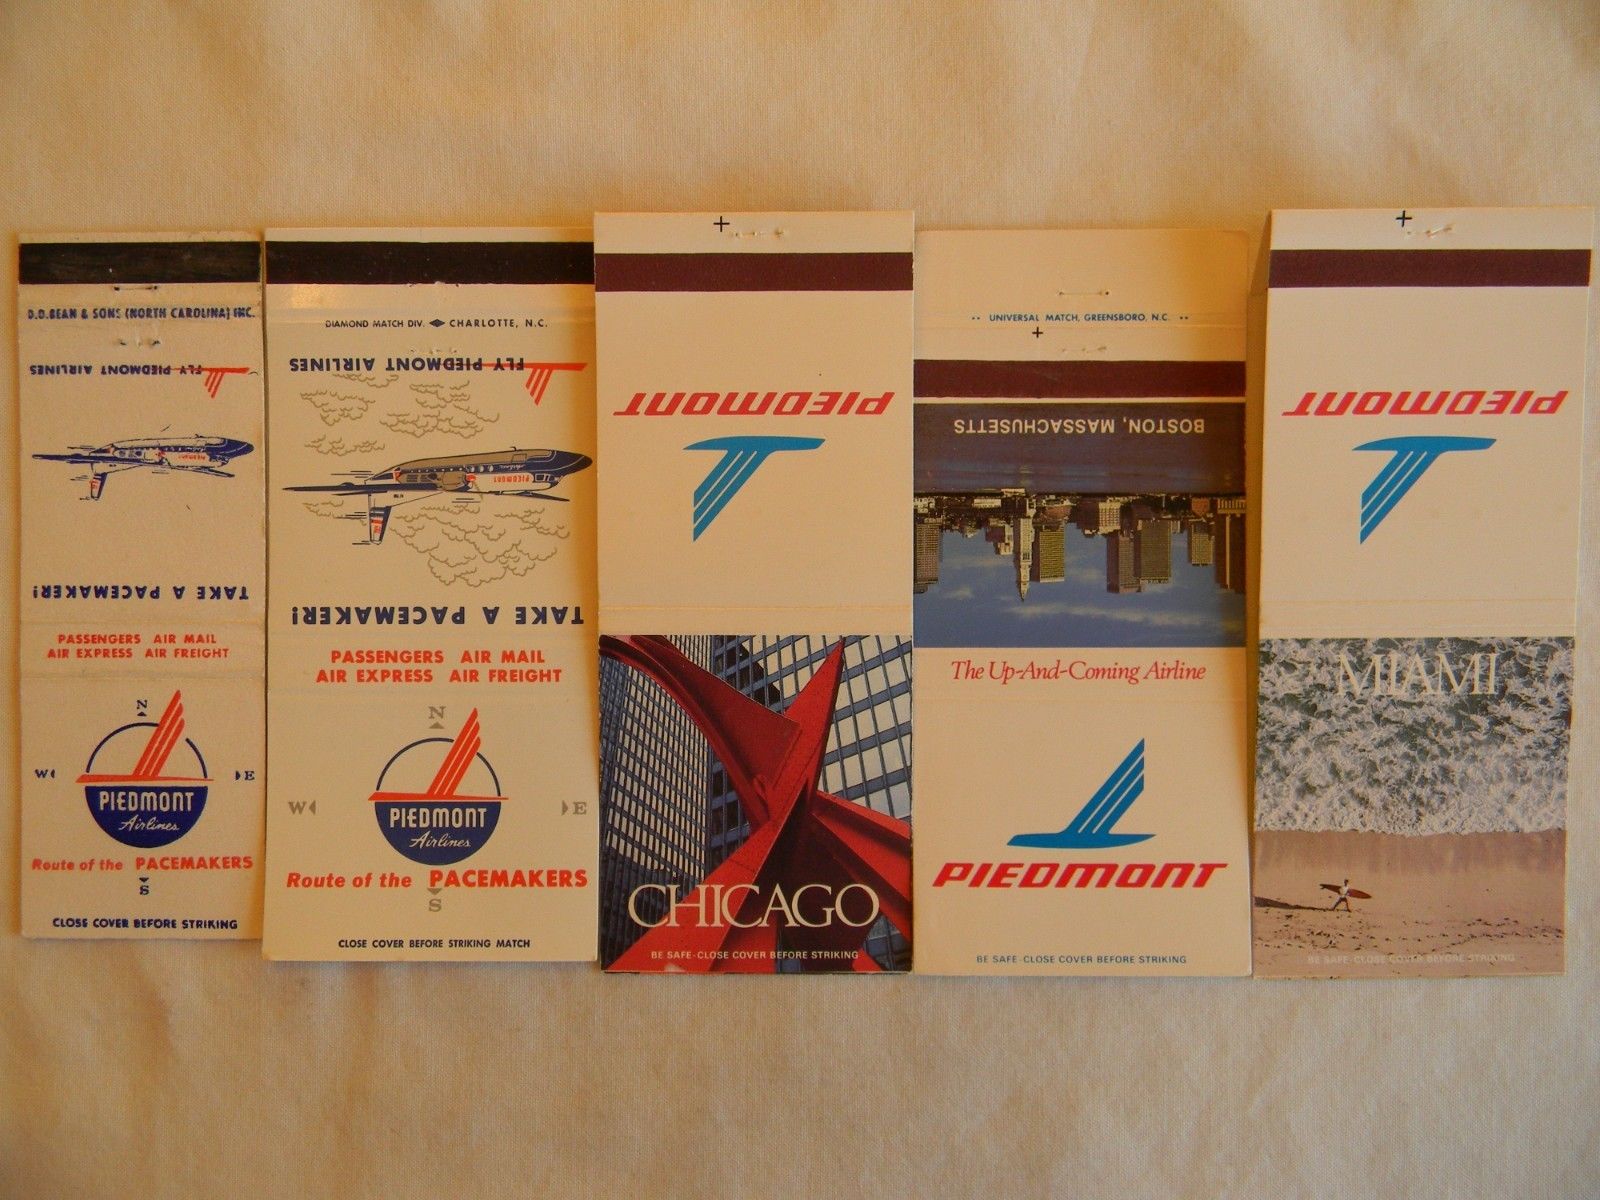 D.D. BEAN & SONS (NORTH CAROLINA) INC.
FLY PIEDMONT AIRLINES
PIEDMONT
TAKE A PACEMAKER!
PASSENGERS AIR MAIL
AIR EXPRESS AIR FREIGHT
N
W E
PIEDMONT
Airlines
Route of the PACEMAKERS
S
CLOSE COVER BEFORE STRIKING
DIAMOND MATCH DIV. CHARLOTTE, N.C.
FLY PIEDMONT AIRLINES
PIEDMONT
Airlines
TAKE A PACEMAKER!
PASSENGERS AIR MAIL
AIR EXPRESS AIR FREIGHT
N
W E
PIEDMONT
Airlines
Route of the PACEMAKERS
S
CLOSE COVER BEFORE STRIKING MATCH
PIEDMONT
CHICAGO
BE SAFE-CLOSE COVER BEFORE STRIKING
UNIVERSAL MATCH, GREENSBORO, N.C.
BOSTON, MASSACHUSETTS
The Up-And-Coming Airline
PIEDMONT
BE SAFE-CLOSE COVER BEFORE STRIKING
PIEDMONT
MIAMI
BE SAFE-CLOSE COVER BEFORE STRIKING